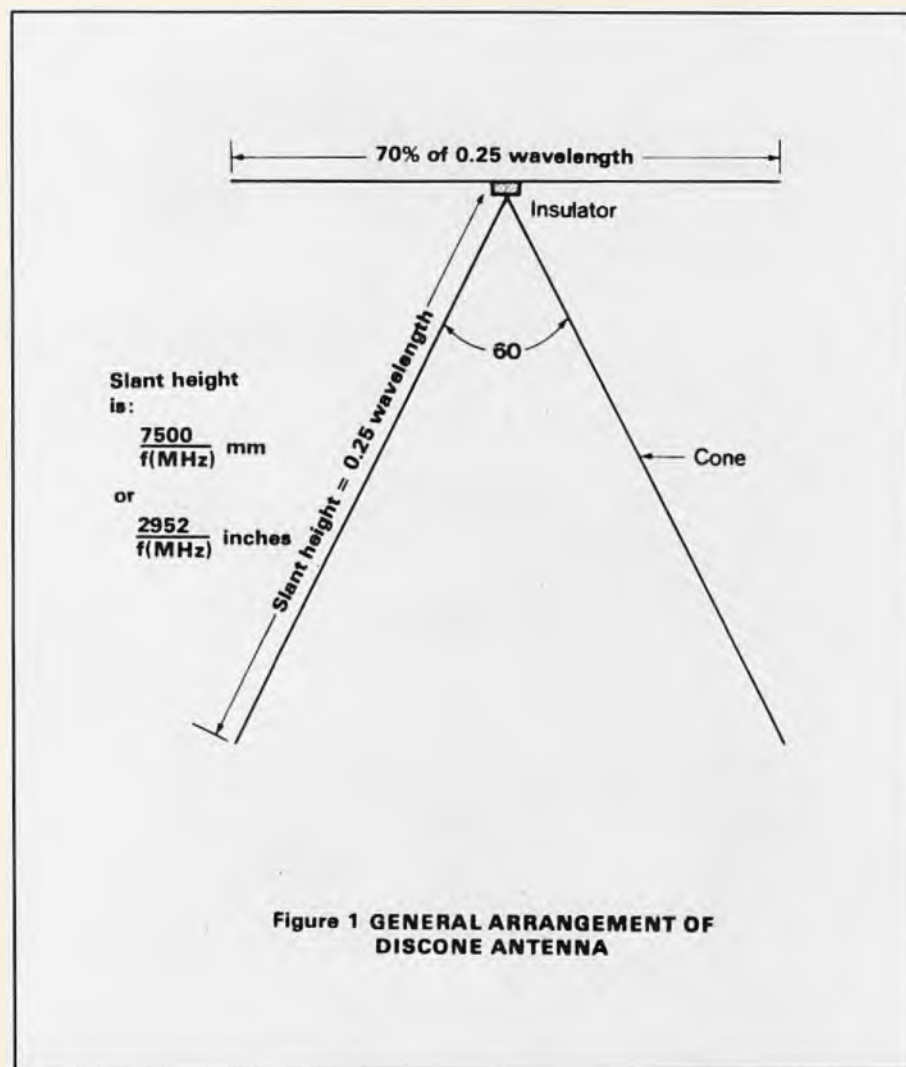 70% of 0.25 wavelength
Insulator
Slant height = 0.25 wavelength
60
Slant height
is:
7500
f(MHz) mm
or
2952
f(MHz) inches
Cone
Figure 1 GENERAL ARRANGEMENT OF
DISCONE ANTENNA